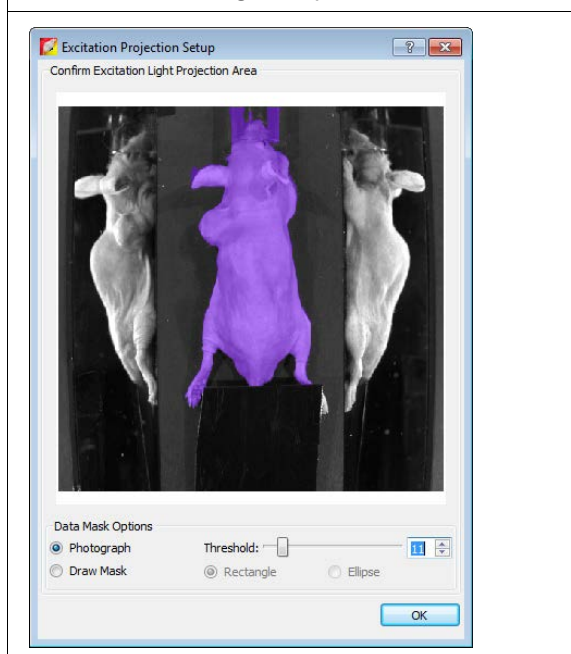 Excitation Projection Setup
Confirm Excitation Light Projection Area
Data Mask Options
Photograph Threshold: 11
Draw Mask Rectangle Ellipse
OK